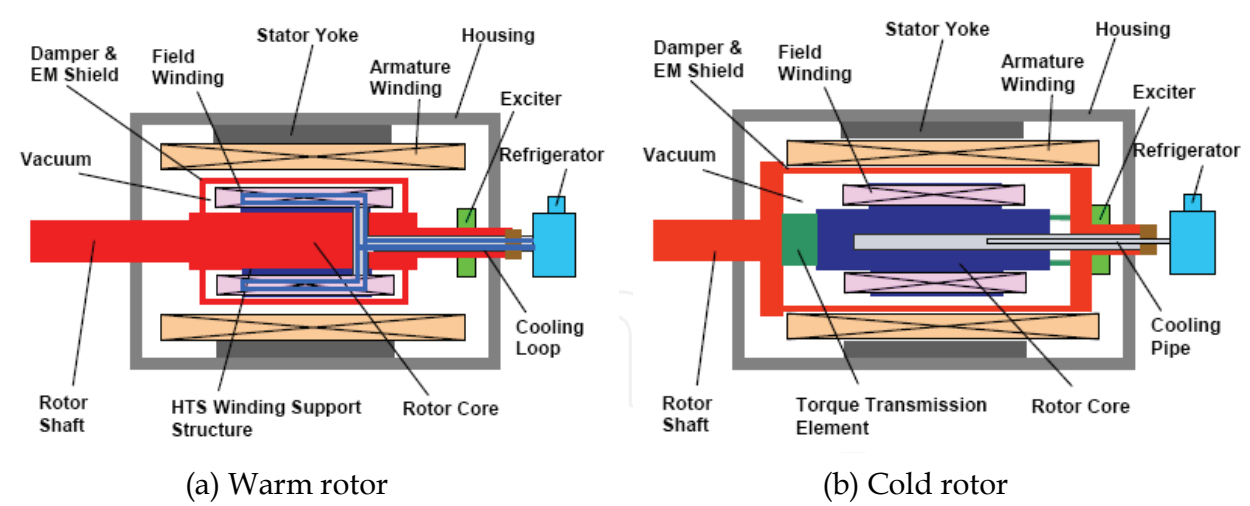 Stator Yoke
Housing
Damper &
EM Shield
Field
Winding
Armature
Winding
Exciter
Refrigerator
Vacuum
Rotor
Shaft
HTS Winding Support
Structure
Rotor Core
Cooling
Loop
(a) Warm rotor
Stator Yoke
Housing
Damper &
EM Shield
Field
Winding
Armature
Winding
Exciter
Refrigerator
Vacuum
Rotor
Shaft
Torque Transmission
Element
Rotor Core
Cooling
Pipe
(b) Cold rotor